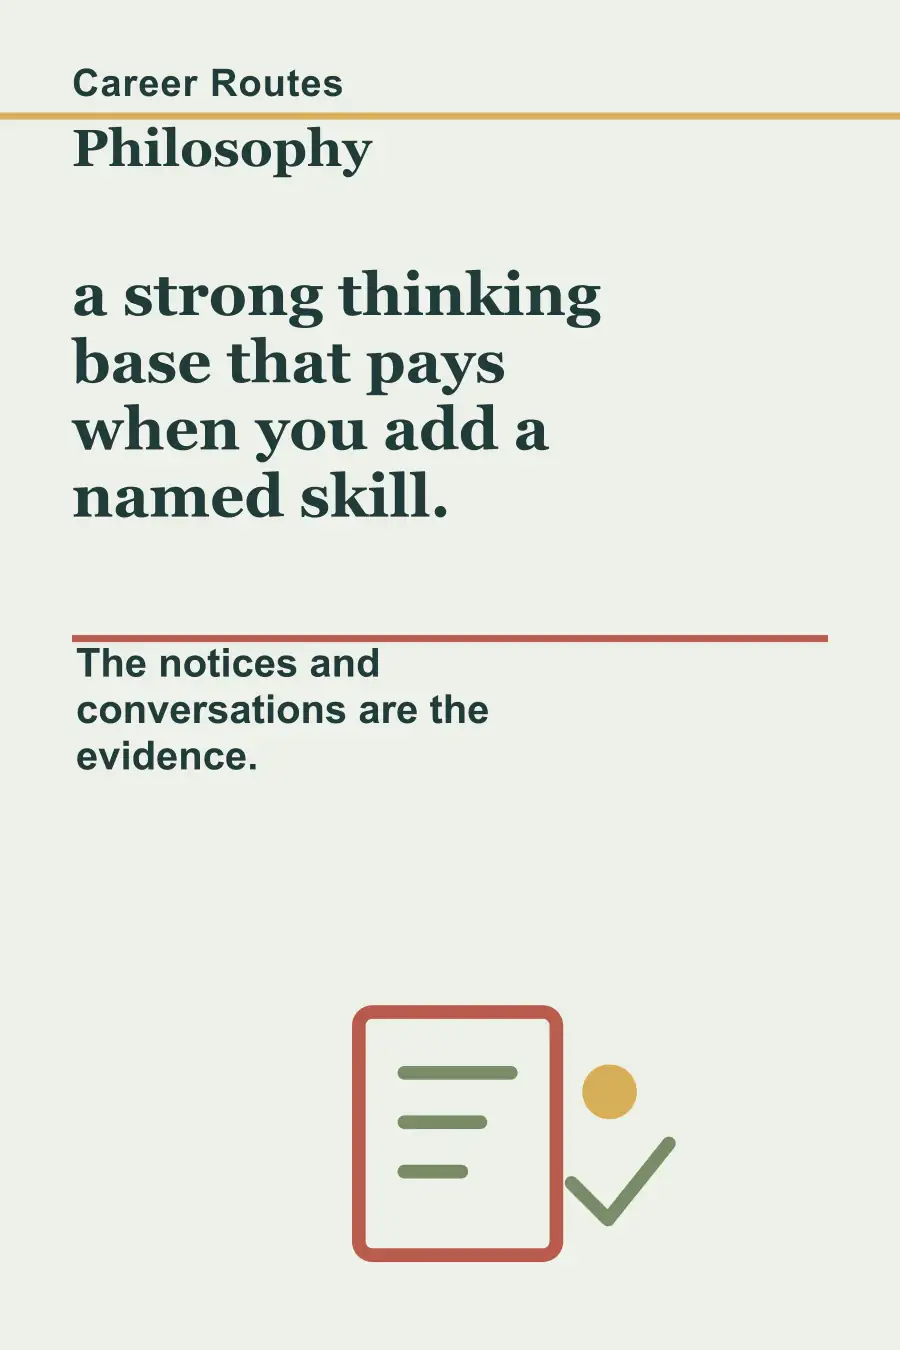 Career Routes
Philosophy
a strong thinking
base that pays
when you add a
named skill.
The notices and
conversations are the
evidence.